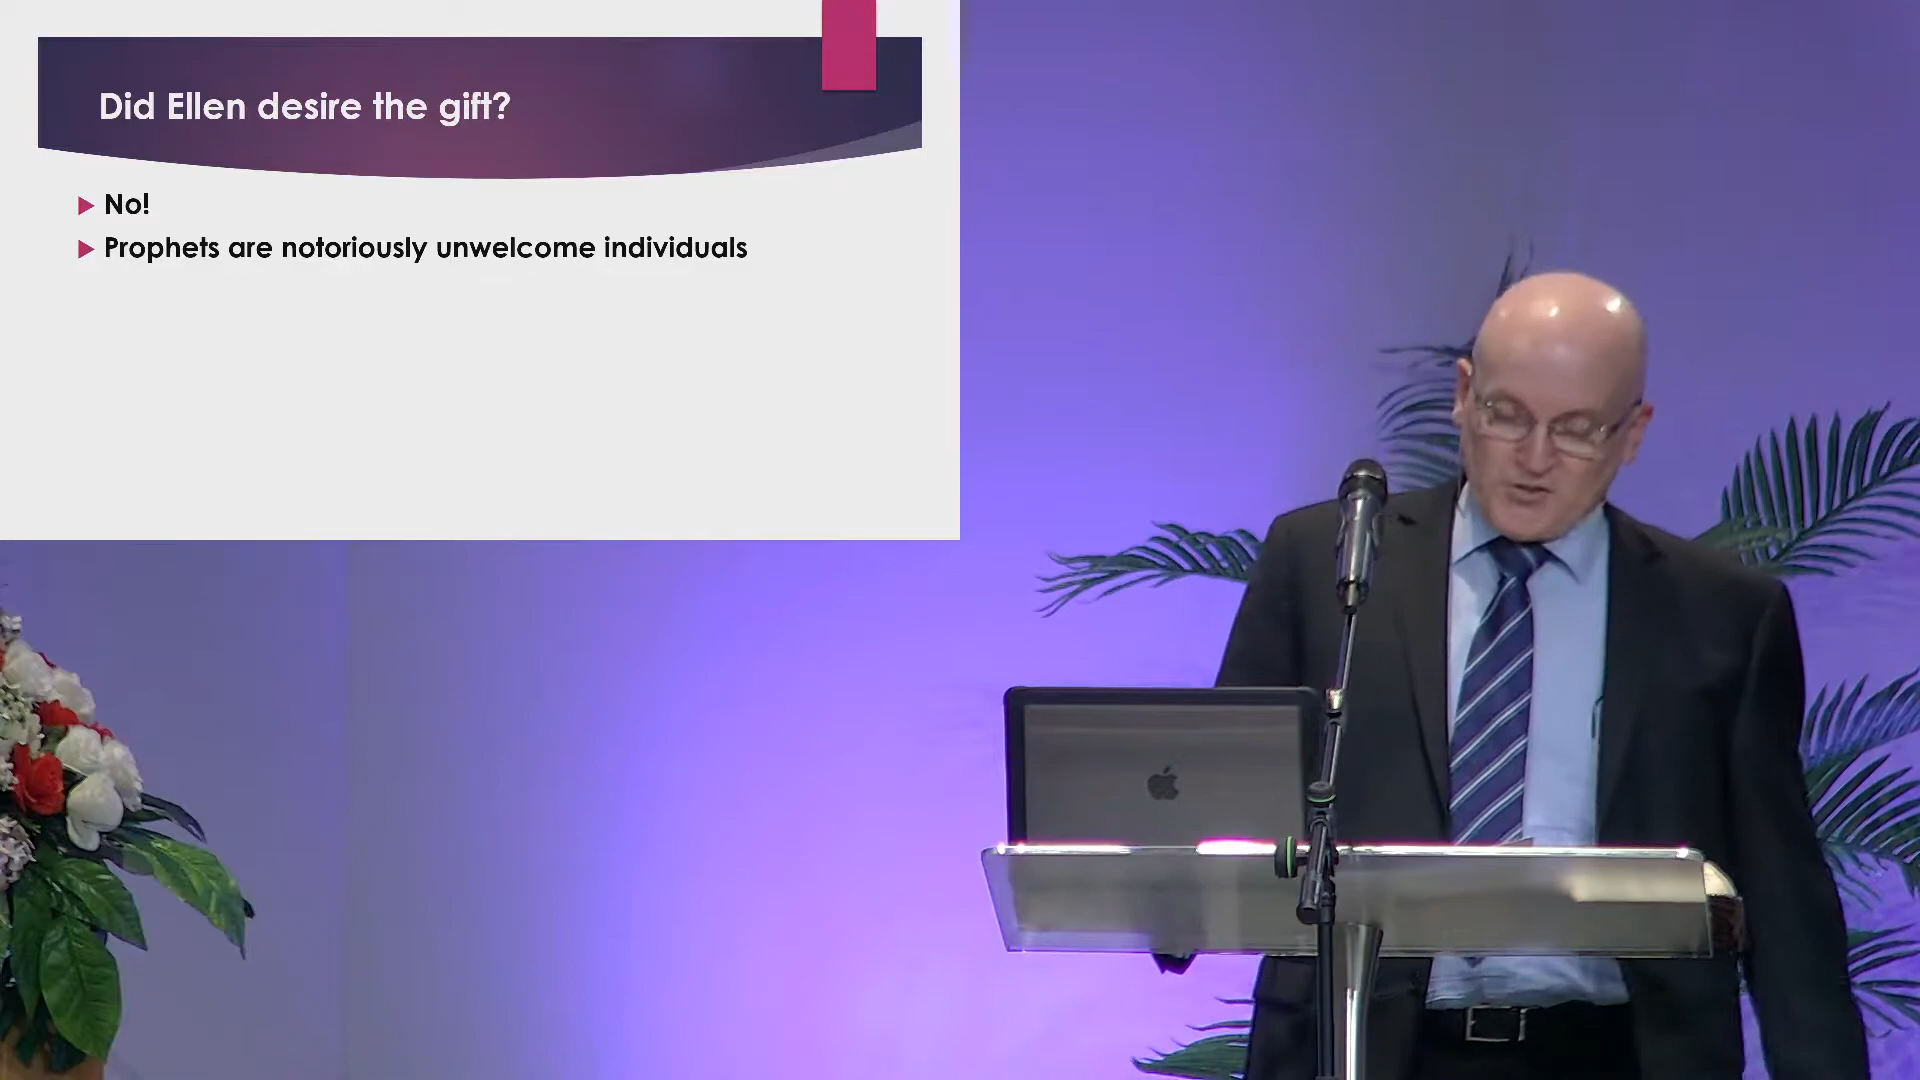 Did Ellen desire the gift?
No!
Prophets are notoriously unwelcome individuals